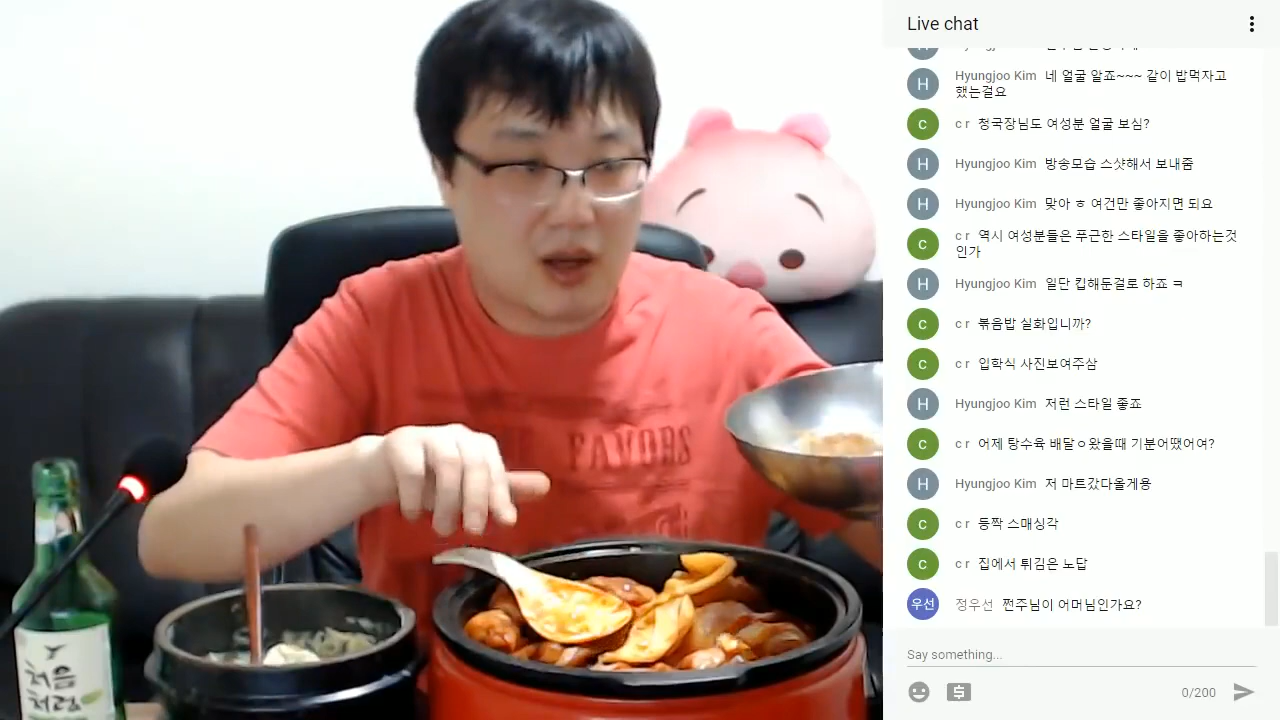 처음
처럼
FAVORS
Live chat
H
Hyungjoo Kim 네 얼굴 알죠~~~ 같이 밥먹자고
했는걸요
c
c r 청국장님도 여성분 얼굴 보심?
H
Hyungjoo Kim 방송모습 스샷해서 보내줌
H
Hyungjoo Kim 맞아 ㅎ 여건만 좋아지면 되요
c
c r 역시 여성분들은 푸근한 스타일을 좋아하는것
인가
H
Hyungjoo Kim 일단 킵해둔걸로 하죠 ㅋ
c
c r 볶음밥 실화입니까?
c
c r 입학식 사진보여주삼
H
Hyungjoo Kim 저런 스타일 좋죠
c
c r 어제 탕수육 배달ㅇ왔을때 기분어땠어여?
H
Hyungjoo Kim 저 마트갔다올게용
c
c r 등짝 스매싱각
c
c r 집에서 튀김은 노답
우선
정우선 쩐주님이 어머님인가요?
Say something...
0/200